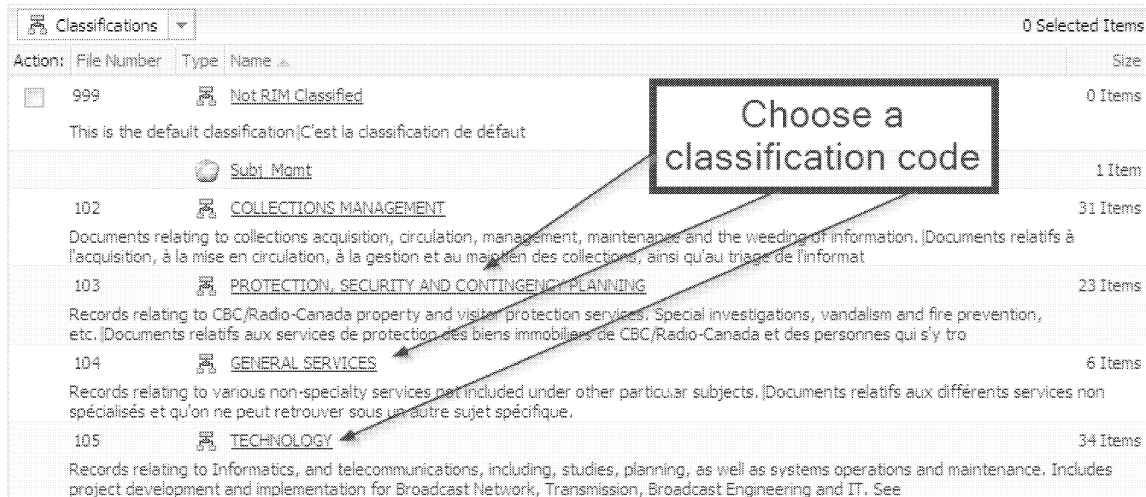 Classifications 0 Selected Items
Action: File Number Type Name Size
999 Not RIM Classified 0 Items
This is the default classification|C'est la classification de défaut
Choose a
classification code
Subj_Mgmt 1 Item
102 COLLECTIONS MANAGEMENT 31 Items
Documents relating to collections acquisition, circulation, management, maintenance and the weeding of information. |Documents relatifs à
l'acquisition, à la mise en circulation, à la gestion et au maintien des collections, ainsi qu'au triage de l'informat
103 PROTECTION, SECURITY AND CONTINGENCY PLANNING 23 Items
Records relating to CBC/Radio-Canada property and visitor protection services. Special investigations, vandalism and fire prevention,
etc. |Documents relatifs aux services de protection des biens immobiliers de CBC/Radio-Canada et des personnes qui s'y tro
104 GENERAL SERVICES 6 Items
Records relating to various non-specialty services not included under other particular subjects. |Documents relatifs aux différents services non
spécialisés et qu'on ne peut retrouver sous un autre sujet spécifique.
105 TECHNOLOGY 34 Items
Records relating to Informatics, and telecommunications, including, studies, planning, as well as systems operations and maintenance. Includes
project development and implementation for Broadcast Network, Transmission, Broadcast Engineering and IT. See